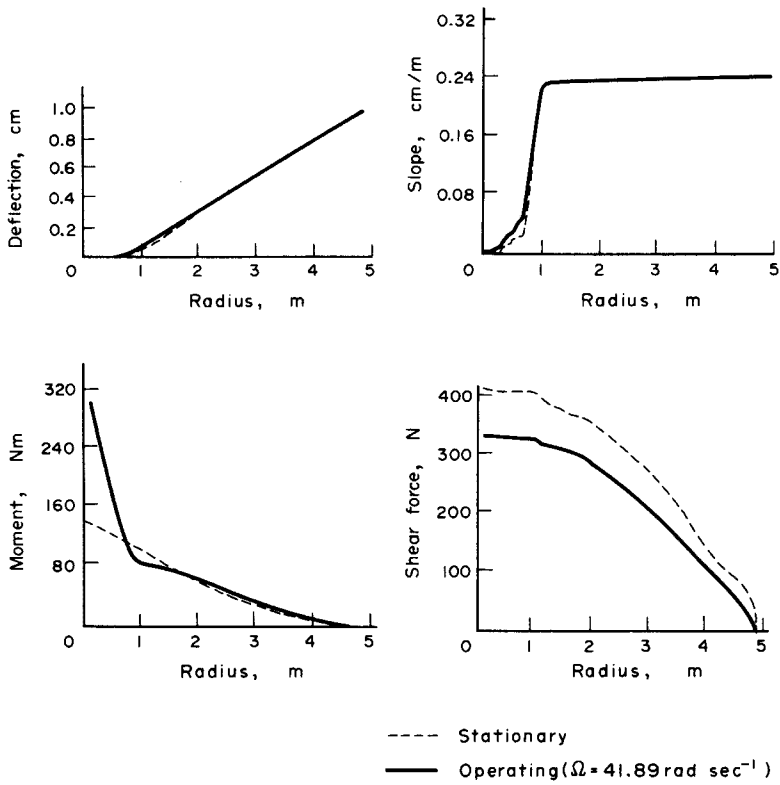 Deflection, cm
1.0
0.8
0.6
0.4
0.2
0 1 2 3 4 5
Radius, m
Slope, cm/m
0.32
0.24
0.16
0.08
0 1 2 3 4 5
Radius, m
Moment, Nm
320
240
160
80
0 1 2 3 4 5
Radius, m
Shear force, N
400
300
200
100
0 1 2 3 4 5
Radius, m
Stationary
Operating (Ω = 41.89 rad sec⁻¹)